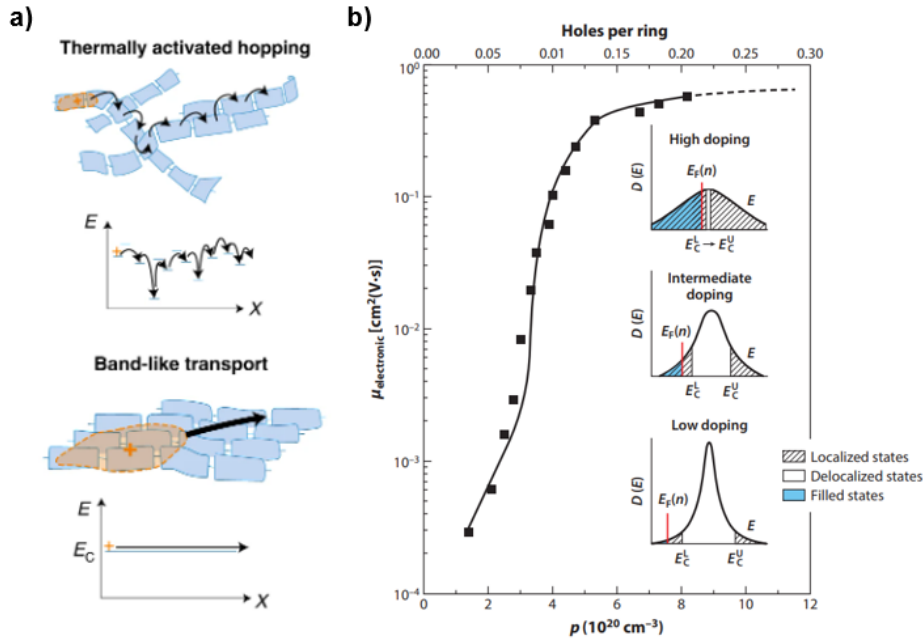 a)
Thermally activated hopping
+
E
+
X
Band-like transport
+
E
+
E_C
X
b)
Holes per ring
0.00 0.05 0.01 0.15 0.20 0.25 0.30
10^0
10^-1
10^-2
10^-3
10^-4
μ_electronic [cm^2(V·s)]
0 2 4 6 8 10 12
p (10^20 cm^-3)
High doping
D (E)
E_F(n)
E
E_C^L → E_C^U
Intermediate
doping
D (E)
E_F(n)
E
E_C^L E_C^U
Low doping
D (E)
E_F(n)
E
E_C^L E_C^U
Localized states
Delocalized states
Filled states